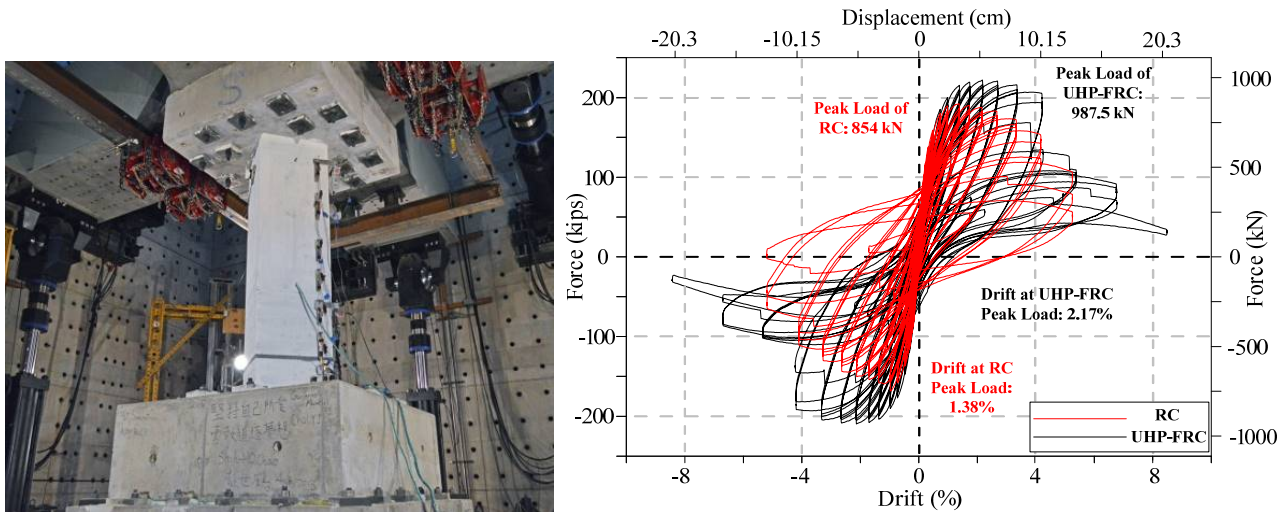 Displacement (cm)
-20.3
-10.15
0
10.15
20.3
Peak Load of
RC: 854 kN
Peak Load of
UHP-FRC:
987.5 kN
Drift at UHP-FRC
Peak Load: 2.17%
Drift at RC
Peak Load:
1.38%
RC
UHP-FRC
Force (kips)
200
100
0
-100
-200
Force (kN)
1000
500
0
-500
-1000
-8
-4
0
4
8
Drift (%)